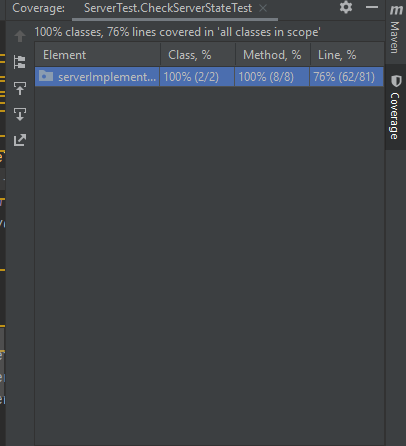 Coverage: ServerTest.CheckServerStateTest
100% classes, 76% lines covered in 'all classes in scope'
Element Class, % Method, % Line, %
serverImplement... 100% (2/2) 100% (8/8) 76% (62/81)
m
Maven
Coverage